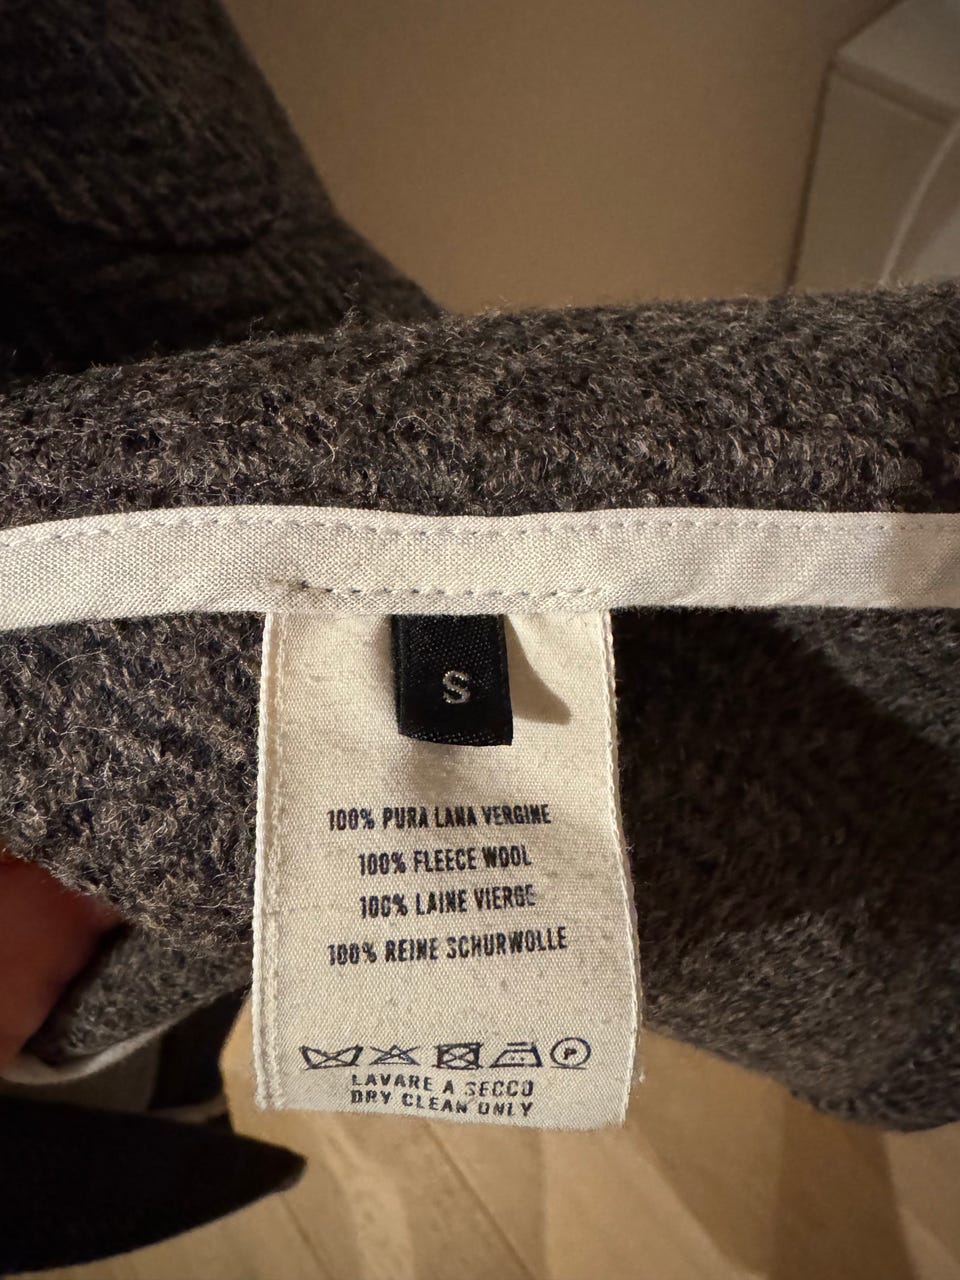 S
100% PURA LANA VERGINE
100% FLEECE WOOL
100% LAINE VIERGE
100% REINE SCHURWOLLE
P
LAVARE A SECCO
DRY CLEAN ONLY